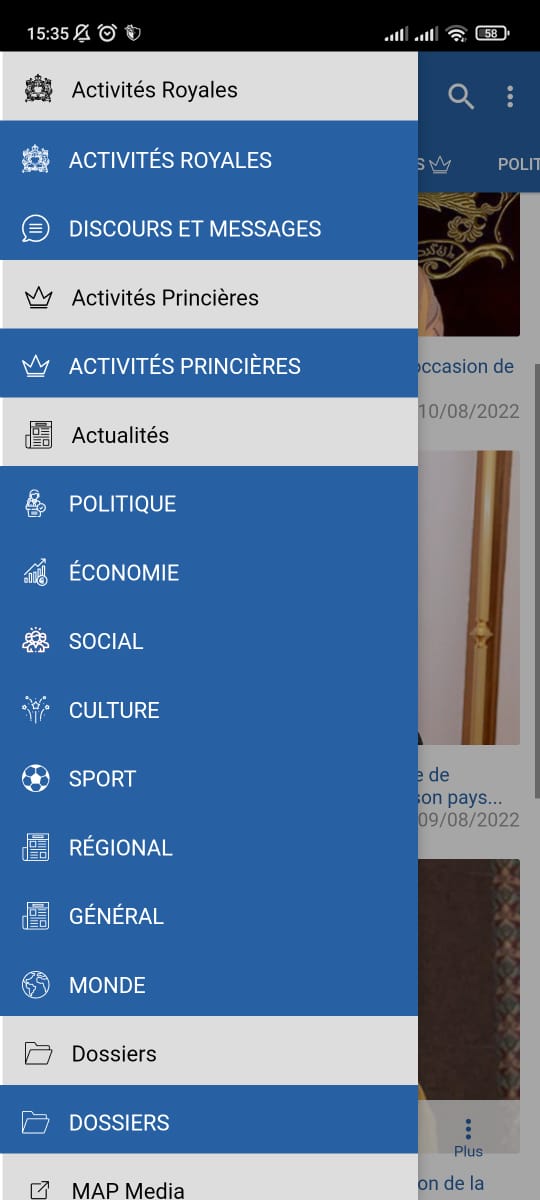 15:35
58
Activités Royales
ACTIVITÉS ROYALES
S
POLIT
DISCOURS ET MESSAGES
Activités Princières
ACTIVITÉS PRINCIÈRES
occasion de
10/08/2022
Actualités
POLITIQUE
ÉCONOMIE
SOCIAL
CULTURE
SPORT
e de
son pays...
09/08/2022
RÉGIONAL
GÉNÉRAL
MONDE
Dossiers
DOSSIERS
Plus
MAP Media
on de la